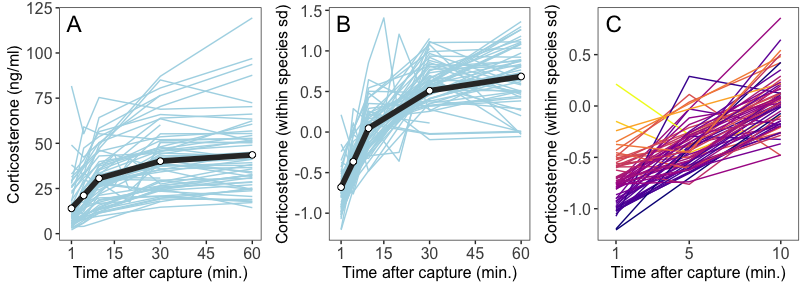 A
Corticosterone (ng/ml)
125
100
75
50
25
0
1 15 30 45 60
Time after capture (min.)
B
Corticosterone (within species sd)
1.5
1.0
0.5
0.0
-0.5
-1.0
1 15 30 45 60
Time after capture (min.)
C
Corticosterone (within species sd)
0.5
0.0
-0.5
-1.0
1 5 10
Time after capture (min.)